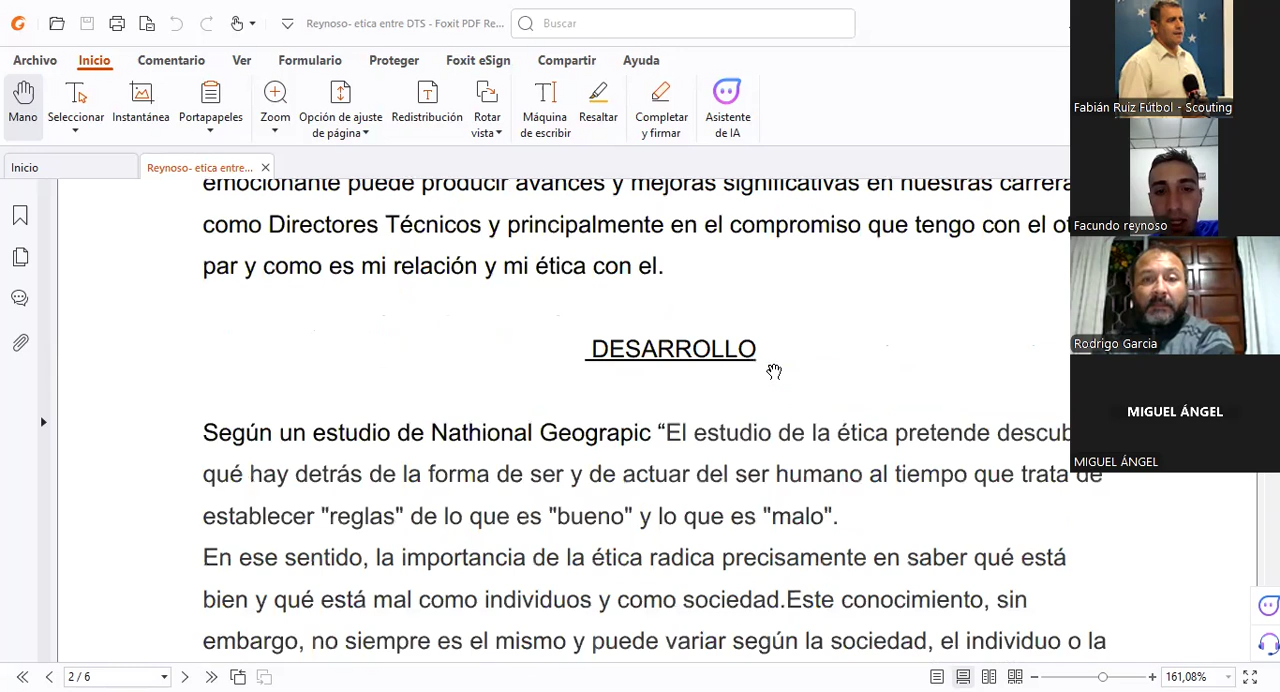 Reynoso- etica entre DTS - Foxit PDF Re...
Buscar
Archivo
Inicio
Comentario
Ver
Formulario
Proteger
Foxit eSign
Compartir
Ayuda
Mano
Seleccionar
Instantánea
Portapapeles
Zoom
Opción de ajuste
de página
Redistribución
Rotar
vista
Máquina
de escribir
Resaltar
Completar
y firmar
Asistente
de IA
Inicio
Reynoso- etica entre...
emocionante puede producir avances y mejoras significativas en nuestras carrera
como Directores Técnicos y principalmente en el compromiso que tengo con el ot
par y como es mi relación y mi ética con el.
DESARROLLO
Según un estudio de Nathional Geograpic “El estudio de la ética pretende descub
qué hay detrás de la forma de ser y de actuar del ser humano al tiempo que trata de
establecer "reglas" de lo que es "bueno" y lo que es "malo".
En ese sentido, la importancia de la ética radica precisamente en saber qué está
bien y qué está mal como individuos y como sociedad.Este conocimiento, sin
embargo, no siempre es el mismo y puede variar según la sociedad, el individuo o la
Fabián Ruiz Fútbol - Scouting
Facundo reynoso
Rodrigo Garcia
MIGUEL ÁNGEL
MIGUEL ÁNGEL
2 / 6
161,08%